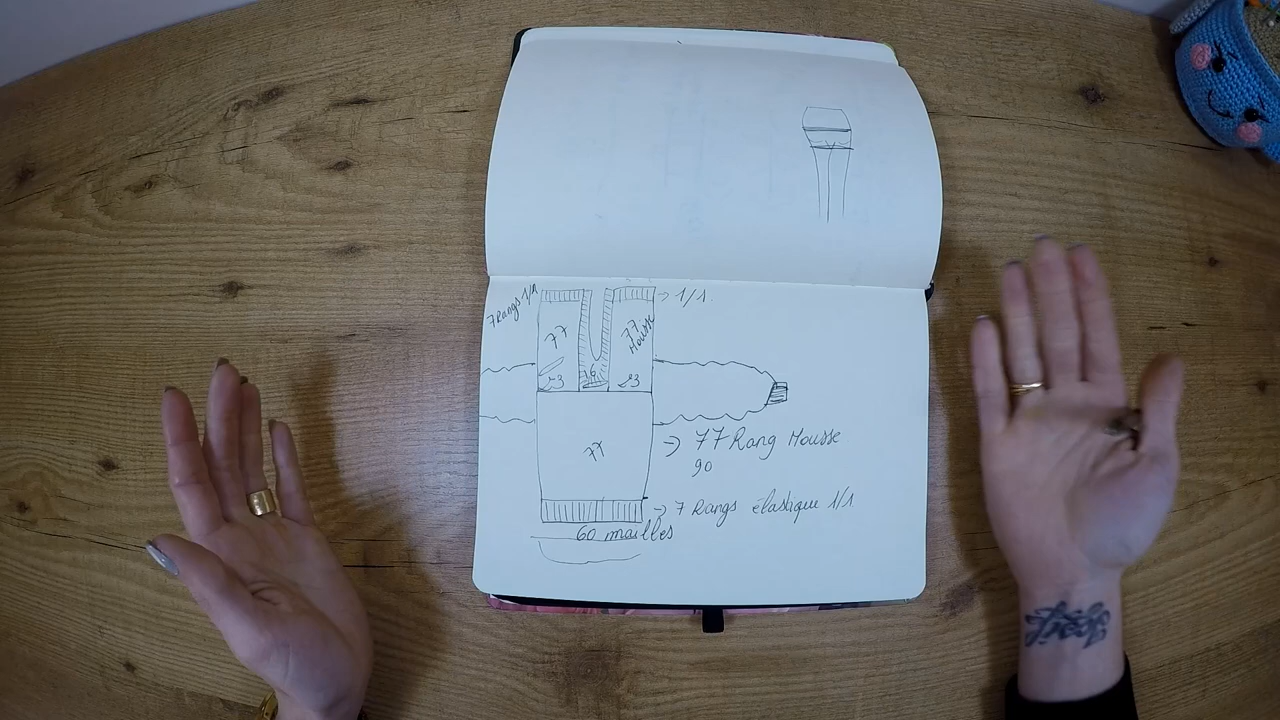 7 Rangs 1/1
1/1.
77
77
Mousse
23
16
23
77
77 Rang Mousse
90
7 Rangs élastique 1/1
60 mailles